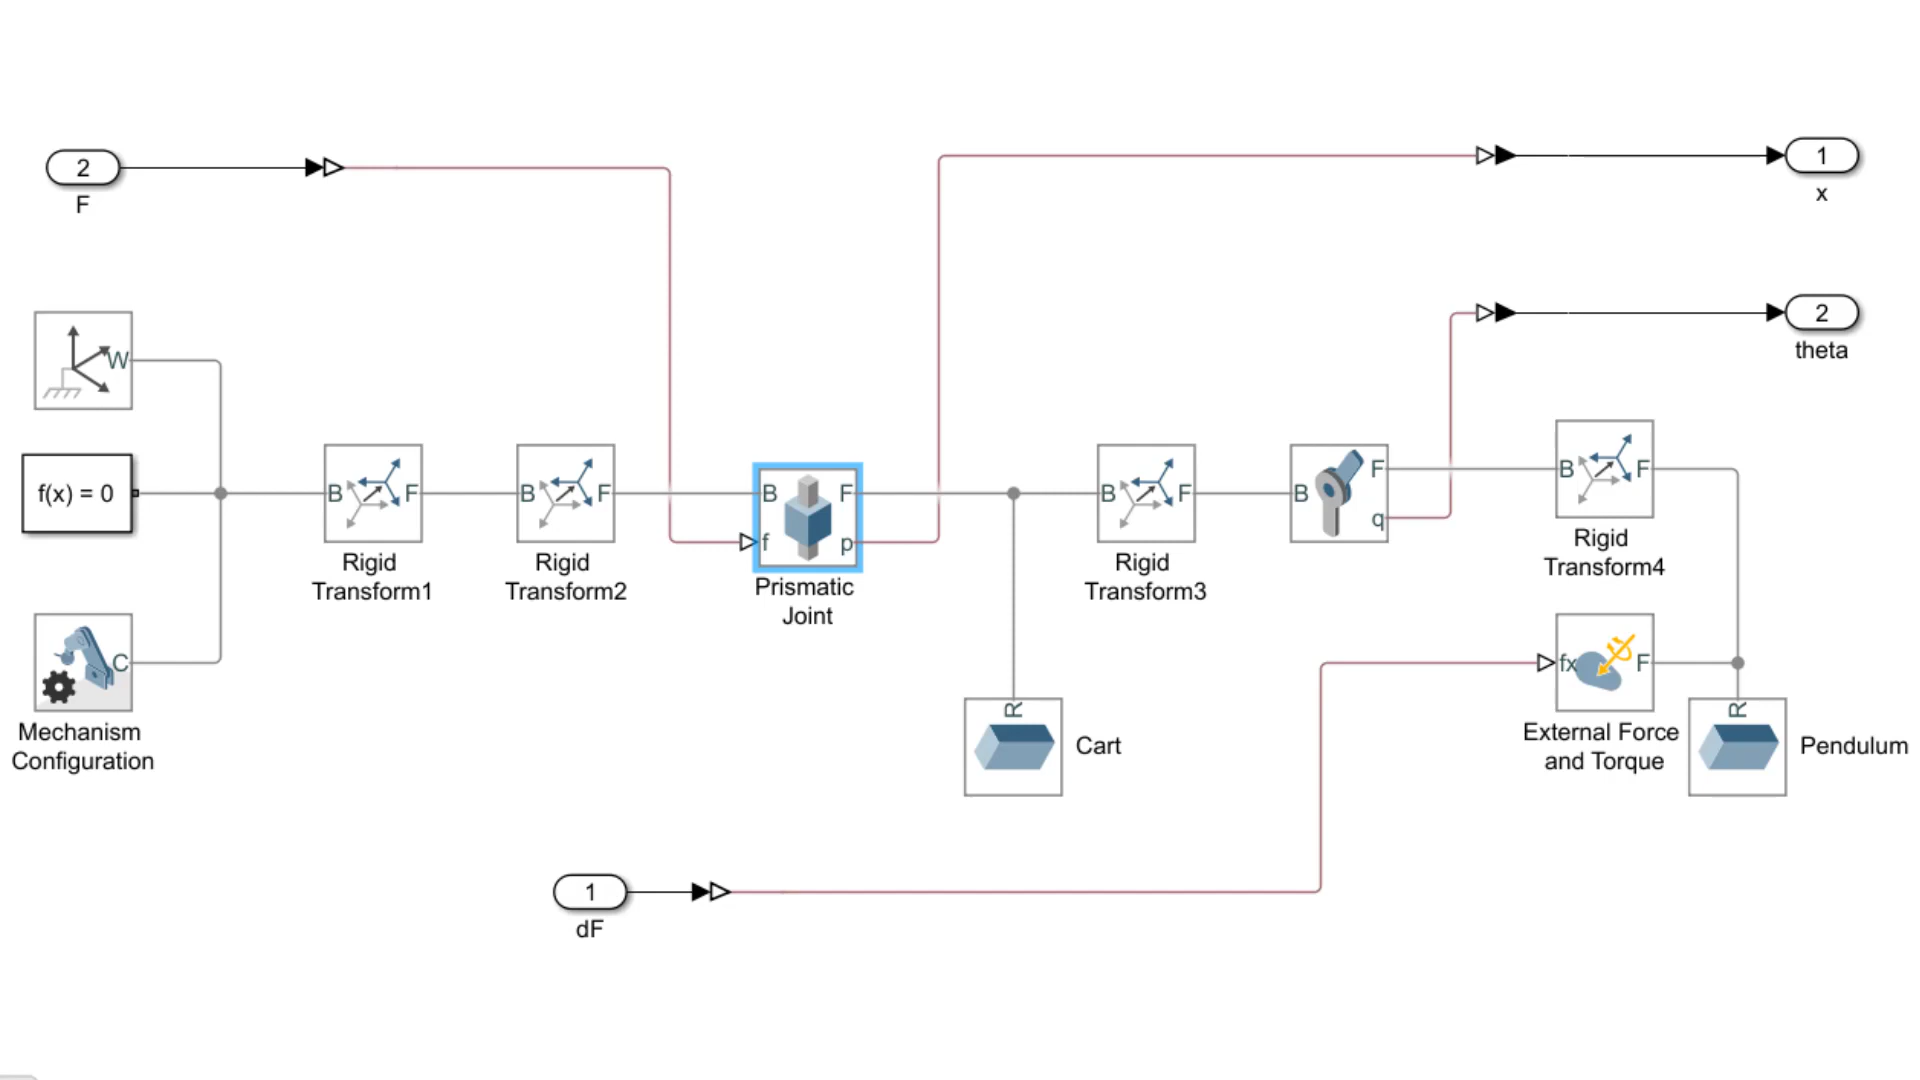 2
F
1
x
2
theta
W
f(x) = 0
C
Mechanism
Configuration
B
F
Rigid
Transform1
B
F
Rigid
Transform2
B
F
f
p
Prismatic
Joint
B
F
Rigid
Transform3
B
F
q
B
F
Rigid
Transform4
R
Cart
fx
F
External Force
and Torque
R
Pendulum
1
dF